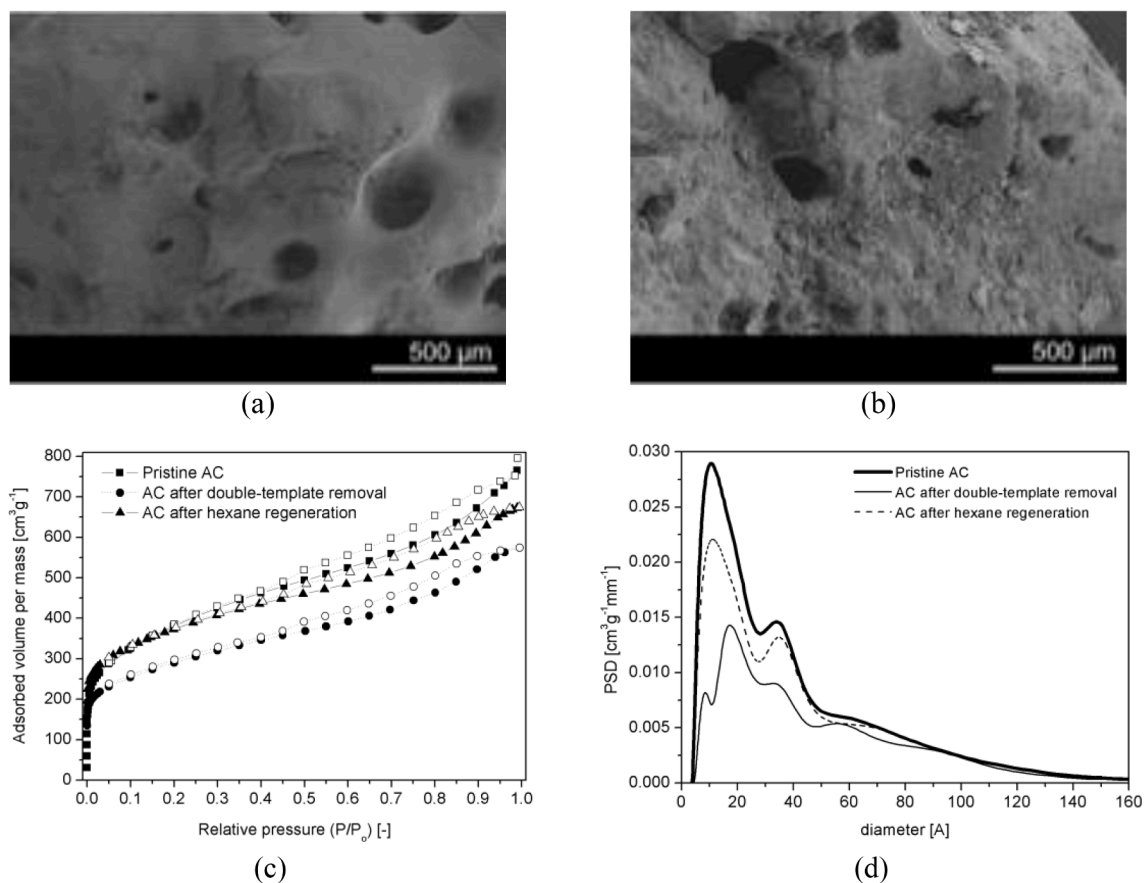 500 µm
500 µm
(a)
(b)
Pristine AC
AC after double-template removal
AC after hexane regeneration
Adsorbed volume per mass [cm³g⁻¹]
800
700
600
500
400
300
200
100
0
0.0 0.1 0.2 0.3 0.4 0.5 0.6 0.7 0.8 0.9 1.0
Relative pressure (P/Pₒ) [-]
(c)
Pristine AC
AC after double-template removal
AC after hexane regeneration
PSD [cm³g⁻¹mm⁻¹]
0.030
0.025
0.020
0.015
0.010
0.005
0.000
0 20 40 60 80 100 120 140 160
diameter [A]
(d)